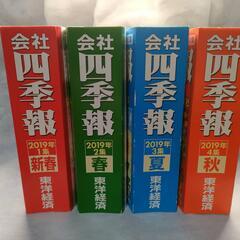 会社
四季報
2019年
1集
新春
東洋経済
会社
四季報
2019年
2集
春
東洋経済
会社
四季報
2019年
3集
夏
東洋経済
会社
四季報
2019年
4集
秋
東洋経済